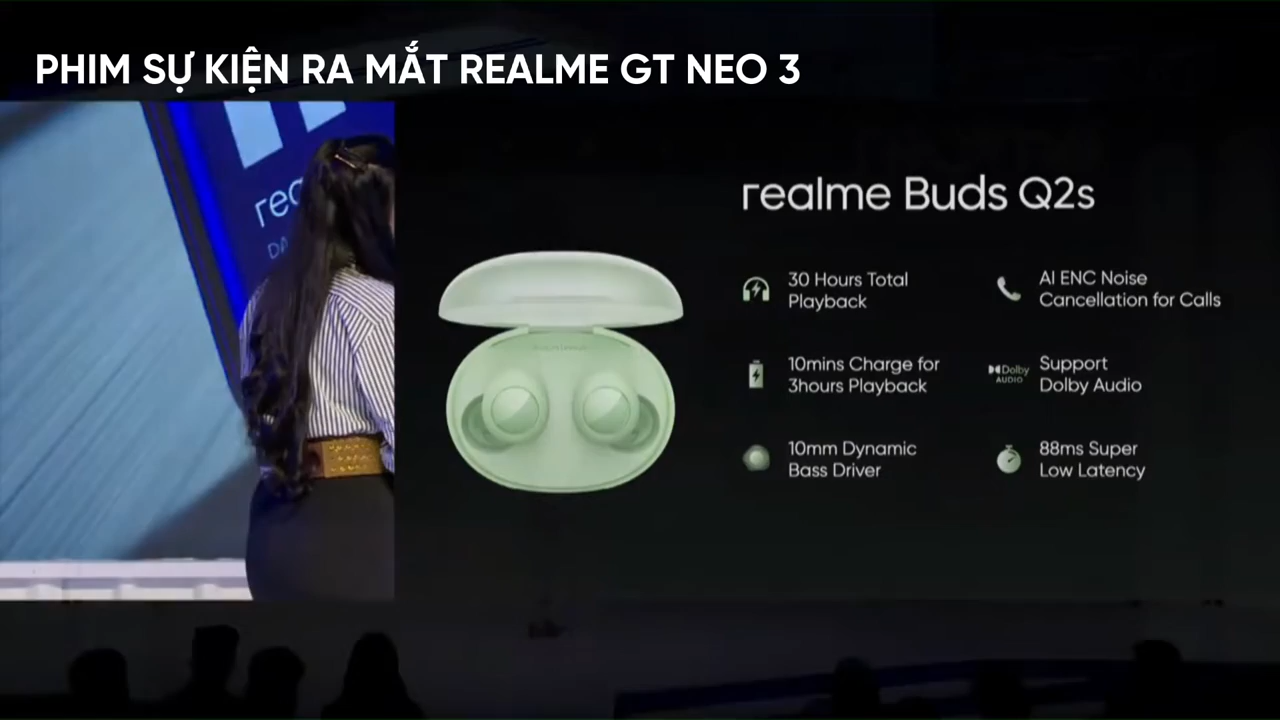 PHIM SỰ KIỆN RA MẮT REALME GT NEO 3
realme Buds Q2s
30 Hours Total
Playback
AI ENC Noise
Cancellation for Calls
10mins Charge for
3hours Playback
Dolby
AUDIO
Support
Dolby Audio
10mm Dynamic
Bass Driver
88ms Super
Low Latency